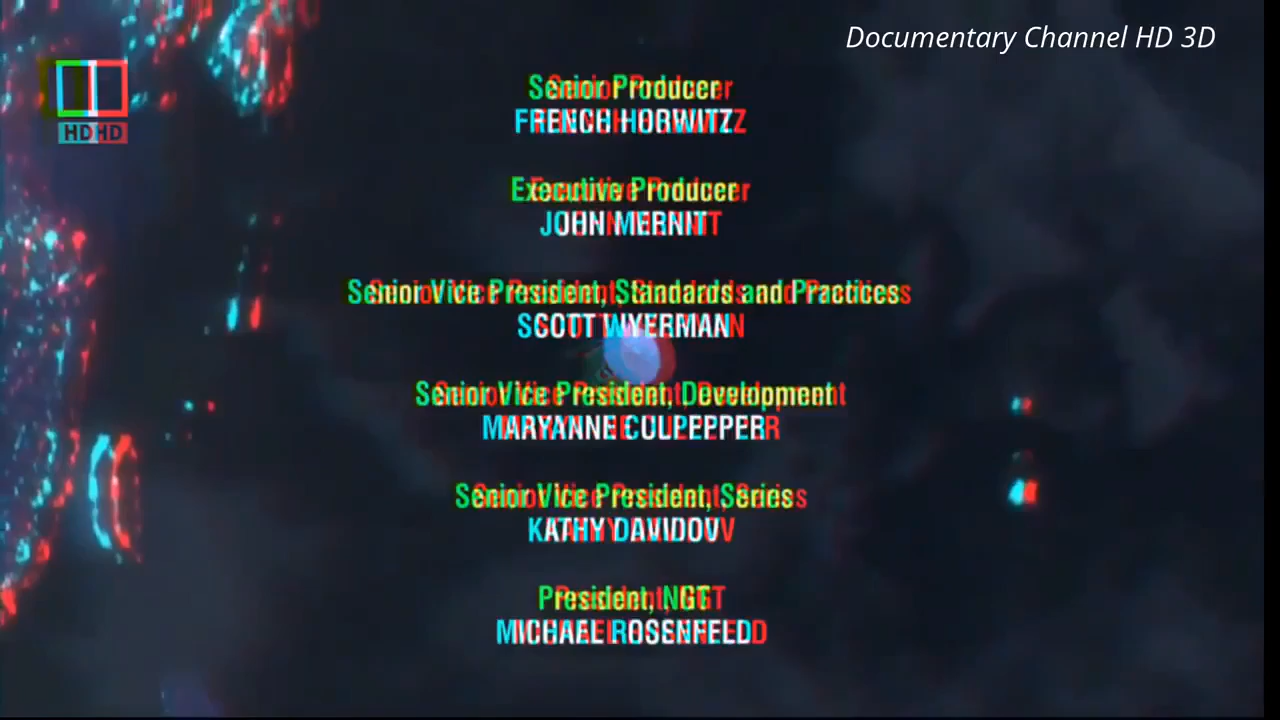 Documentary Channel HD 3D
HD HD
Senior Producer
FRENCH HORWITZ
Executive Producer
JOHN MERNIT
Senior Vice President, Standards and Practices
SCOTT WYERMAN
Senior Vice President, Development
MARYANNE CULPEPPER
Senior Vice President, Series
KATHY DAVIDOV
President, NGT
MICHAEL ROSENFELD